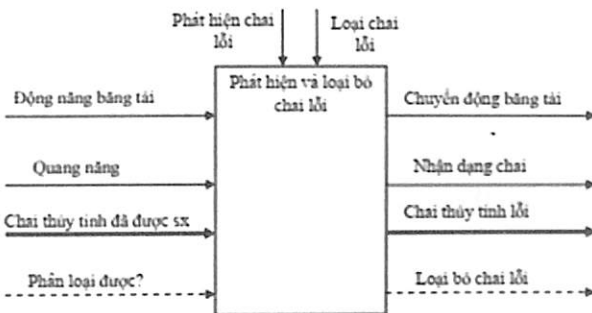 Phát hiện chai
lỗi
Loại chai
lỗi
Phát hiện và loại bỏ
chai lỗi
Động năng băng tải
Chuyển động băng tải
Quang năng
Nhận dạng chai
Chai thủy tinh đã được sx
Chai thủy tinh lỗi
Phân loại được?
Loại bỏ chai lỗi